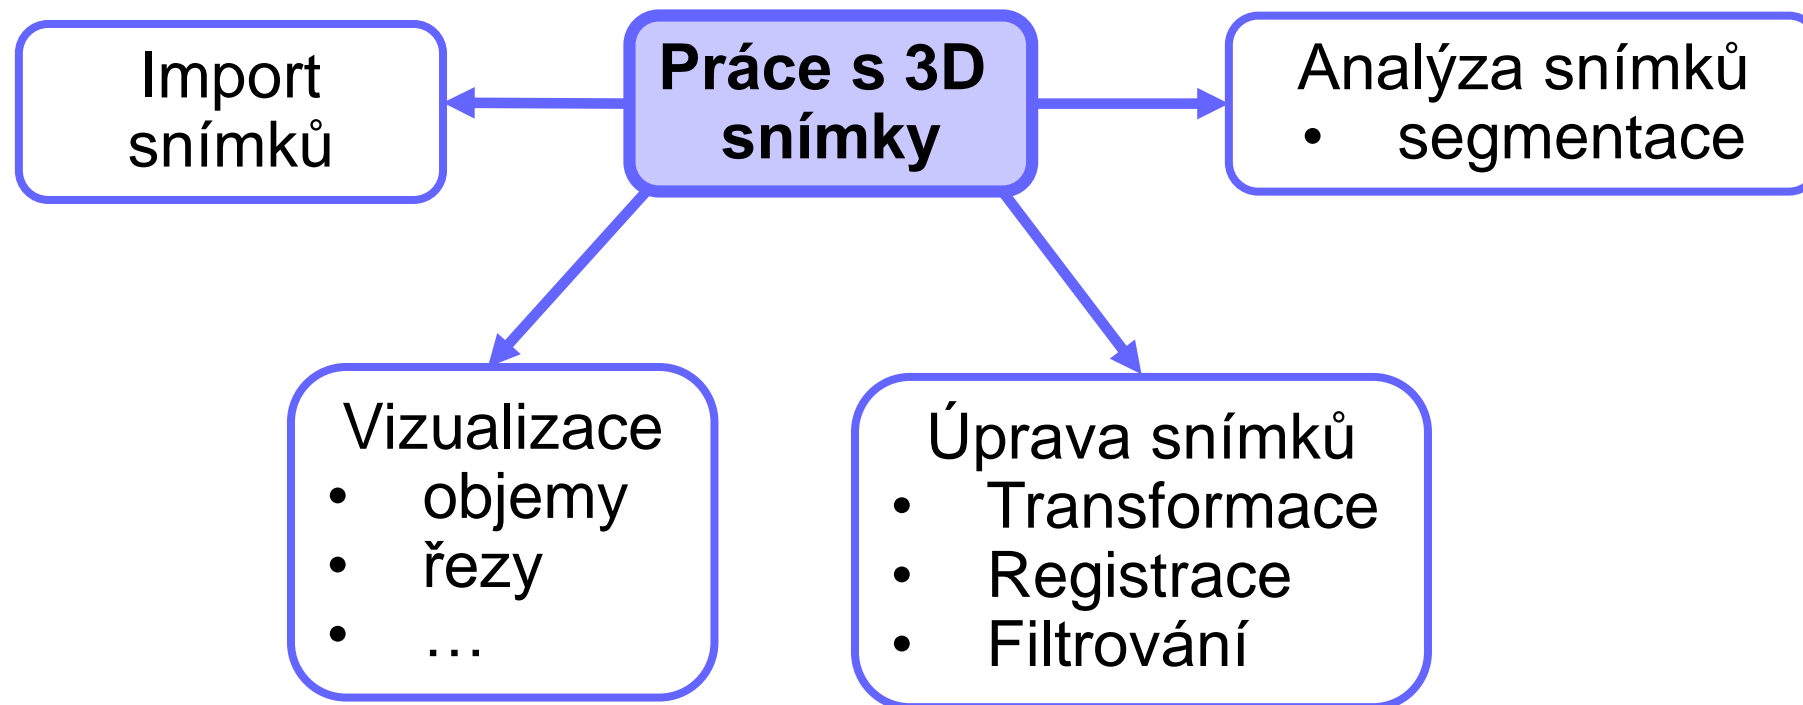 Import
snímků
Práce s 3D
snímky
Analýza snímků
• segmentace
Vizualizace
• objemy
• řezy
• …
Úprava snímků
• Transformace
• Registrace
• Filtrování